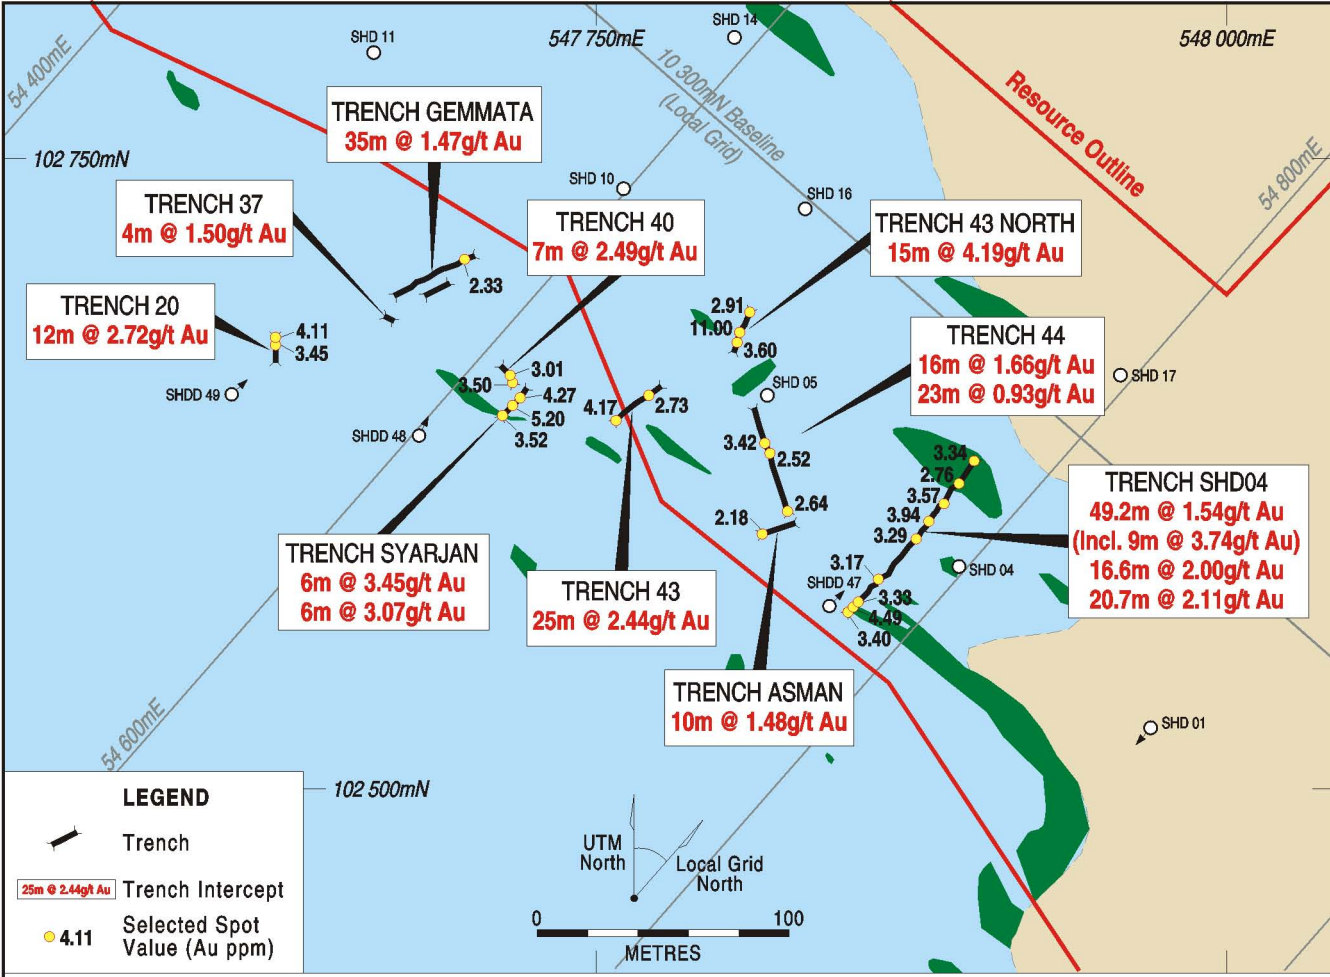 SHD 14
SHD 11
547 750mE
548 000mE
54 400mE
10 300mN Baseline
(Local Grid)
Resource Outline
TRENCH GEMMATA
35m @ 1.47g/t Au
102 750mN
54 800mE
SHD 10
SHD 16
TRENCH 37
4m @ 1.50g/t Au
TRENCH 40
7m @ 2.49g/t Au
TRENCH 43 NORTH
15m @ 4.19g/t Au
2.33
TRENCH 20
12m @ 2.72g/t Au
4.11
3.45
2.91
11.00
3.60
TRENCH 44
16m @ 1.66g/t Au
23m @ 0.93g/t Au
SHD 17
SHDD 49
SHD 05
3.01
3.50
4.27
5.20
3.52
4.17
2.73
SHDD 48
3.42
2.52
2.64
2.18
3.34
2.76
3.57
3.94
3.29
3.17
TRENCH SHD04
49.2m @ 1.54g/t Au
(Incl. 9m @ 3.74g/t Au)
16.6m @ 2.00g/t Au
20.7m @ 2.11g/t Au
SHD 04
SHDD 47
3.33
4.49
3.40
TRENCH SYARJAN
6m @ 3.45g/t Au
6m @ 3.07g/t Au
TRENCH 43
25m @ 2.44g/t Au
TRENCH ASMAN
10m @ 1.48g/t Au
54 600mE
SHD 01
102 500mN
LEGEND
Trench
25m @ 2.44g/t Au
Trench Intercept
4.11
Selected Spot
Value (Au ppm)
UTM
North
Local Grid
North
0
100
METRES